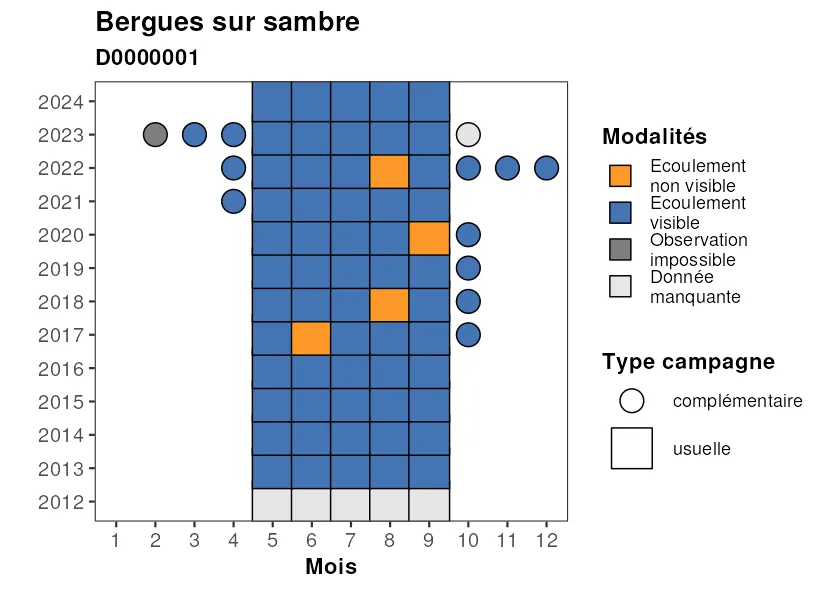 Bergues sur sambre
D0000001
2024
2023
2022
2021
2020
2019
2018
2017
2016
2015
2014
2013
2012
1 2 3 4 5 6 7 8 9 10 11 12
Mois
Modalités
Ecoulement
non visible
Ecoulement
visible
Observation
impossible
Donnée
manquante
Type campagne
complémentaire
usuelle